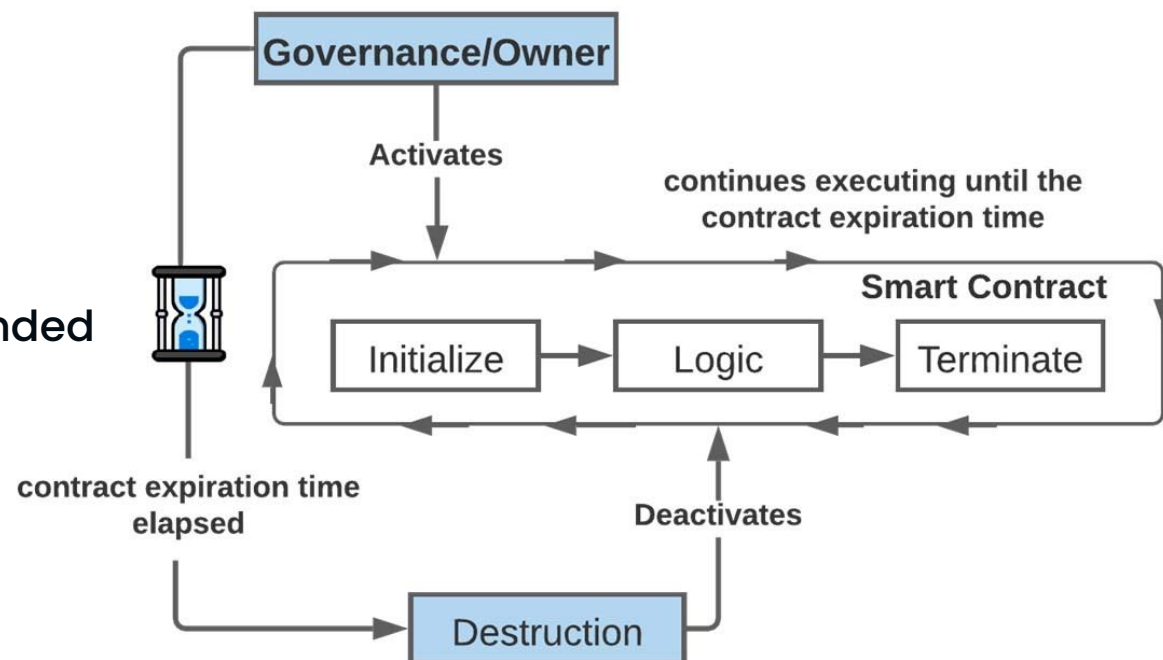 Governance/Owner
Activates
continues executing until the
contract expiration time
Smart Contract
nded
Initialize
Logic
Terminate
contract expiration time
elapsed
Deactivates
Destruction